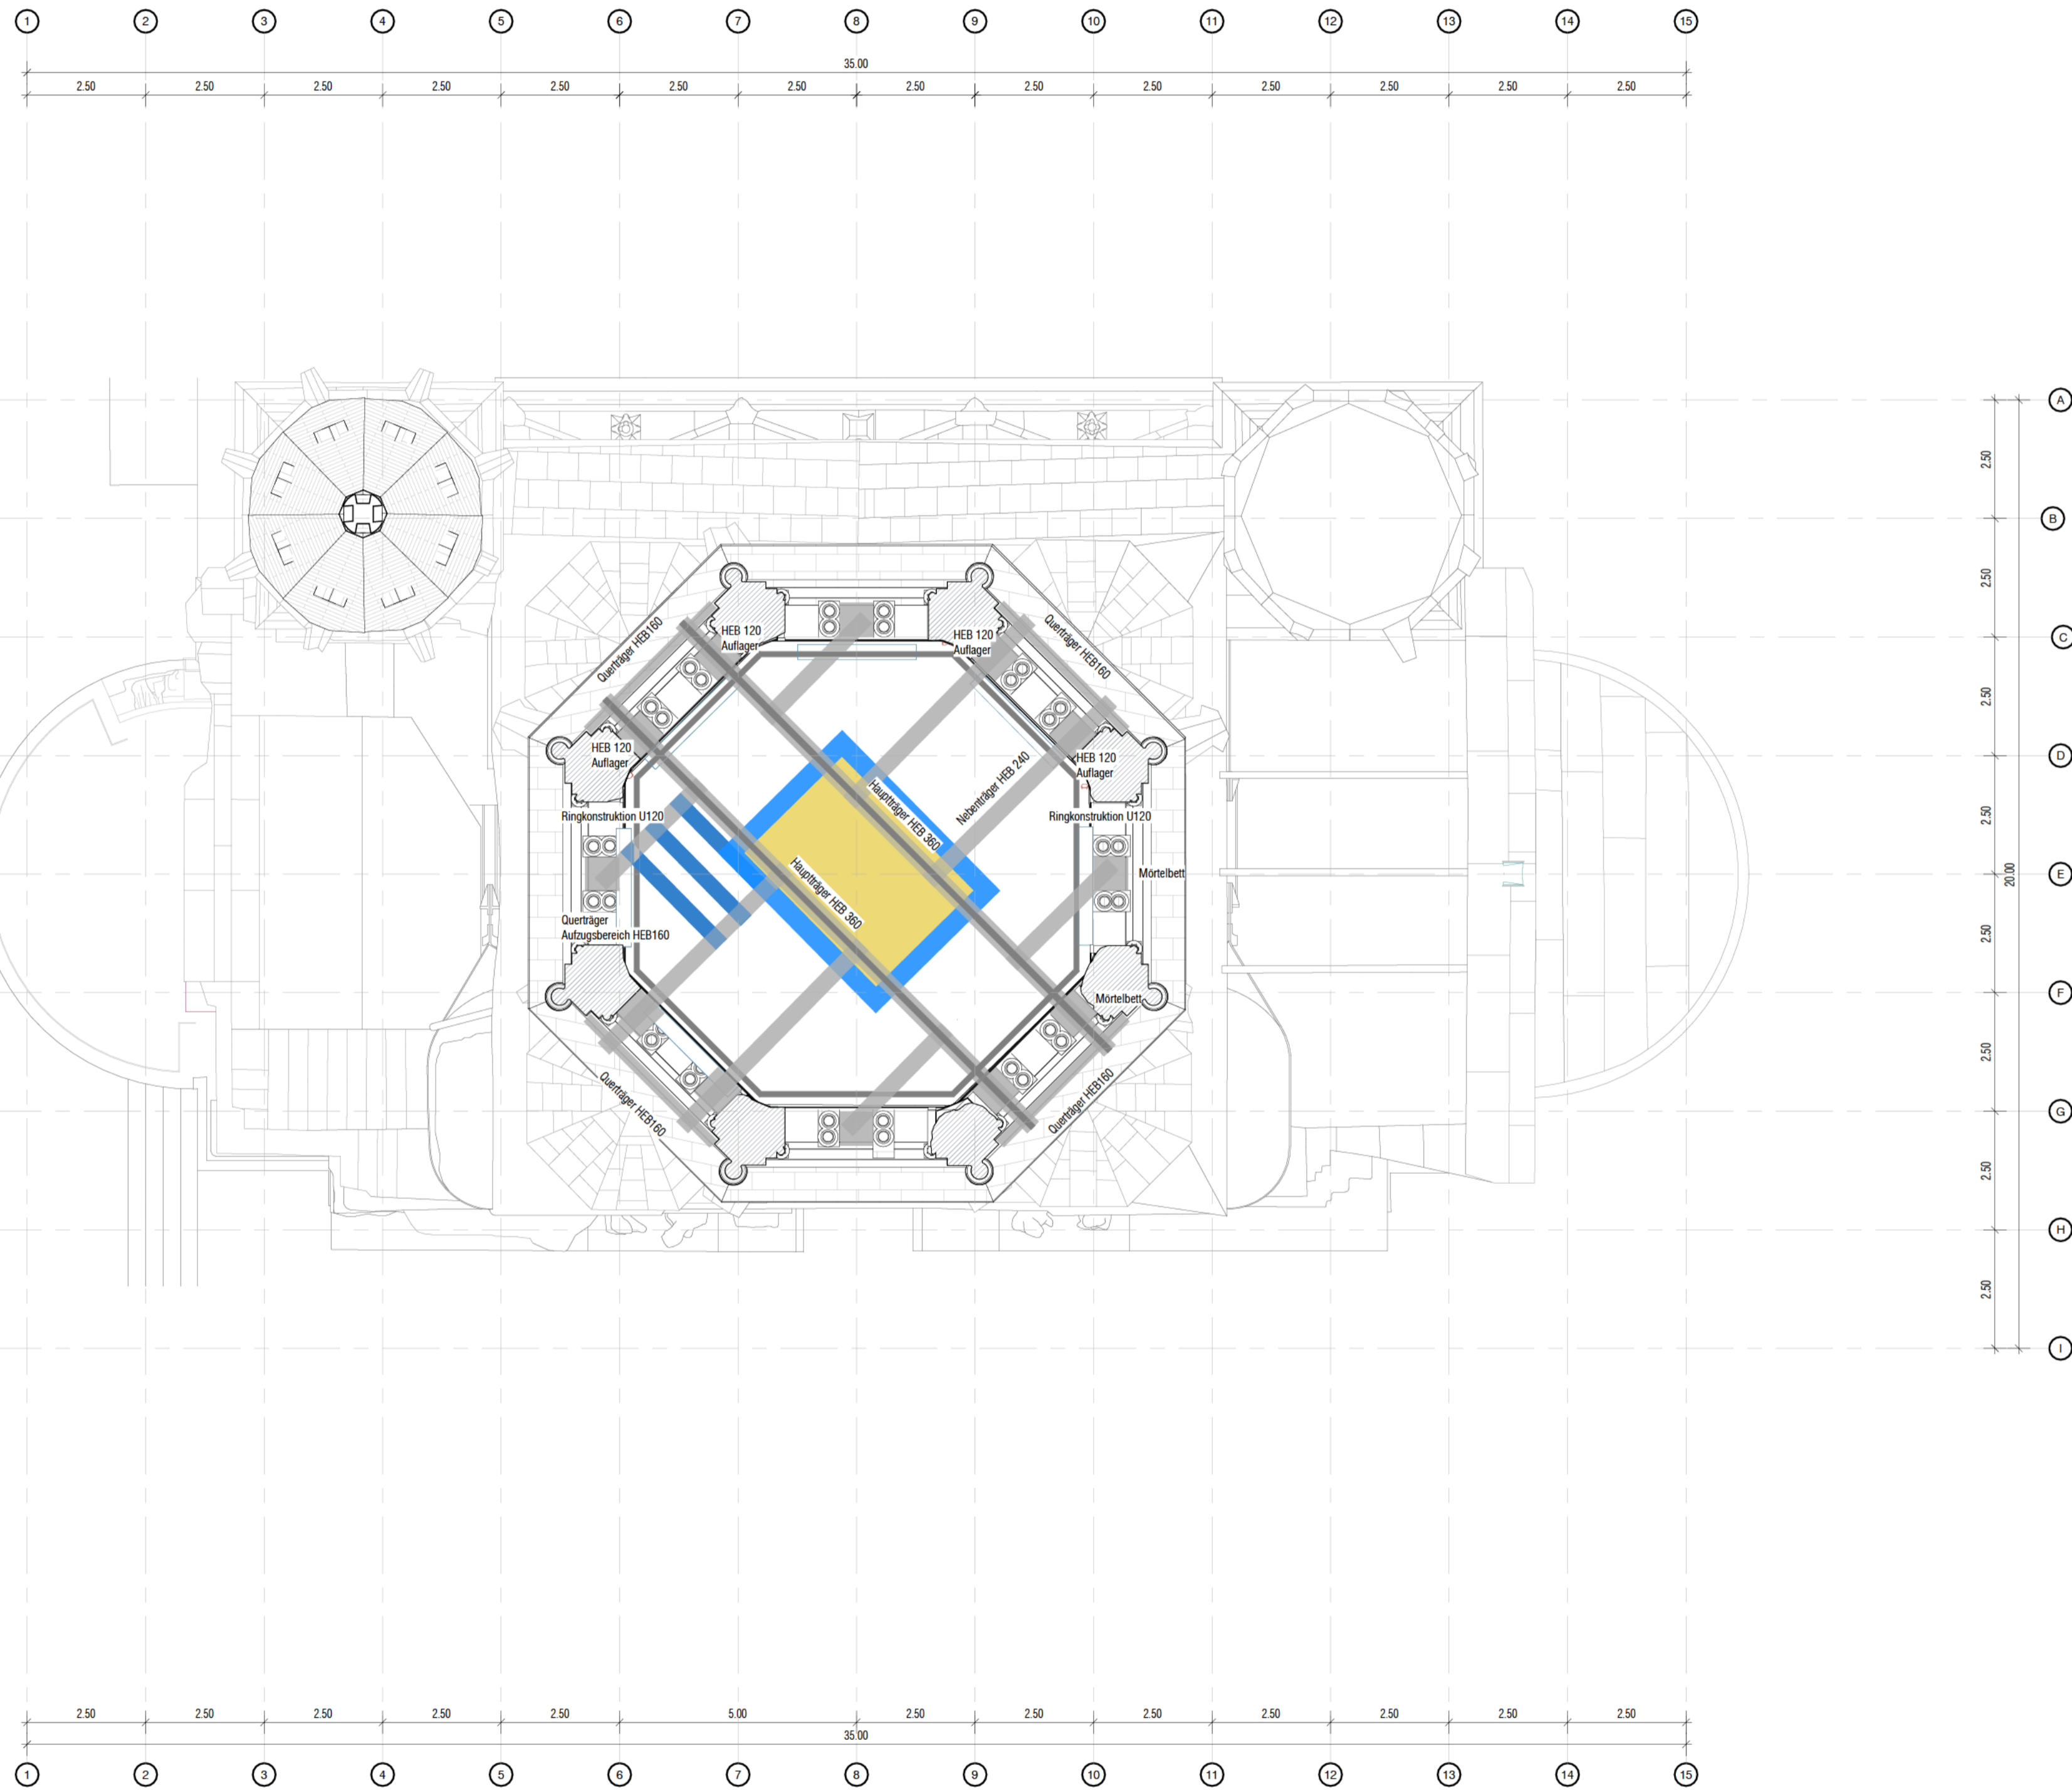 1 2 3 4 5 6 7 8 9 10 11 12 13 14 15
35.00
2.50 2.50 2.50 2.50 2.50 2.50 2.50 2.50 2.50 2.50 2.50 2.50 2.50 2.50
A
2.50
B
2.50
C
2.50
D
2.50
E
20.00
2.50
F
2.50
G
2.50
H
2.50
I
Querträger HEB160
HEB 120
Auflager
HEB 120
Auflager
Querträger HEB160
HEB 120
Auflager
HEB 120
Auflager
Nebenträger HEB 240
Hauptträger HEB 360
Ringkonstruktion U120
Ringkonstruktion U120
Hauptträger HEB 360
Mörtelbett
Querträger
Aufzugsbereich HEB160
Mörtelbett
Querträger HEB160
Querträger HEB160
2.50 2.50 2.50 2.50 2.50 5.00 2.50 2.50 2.50 2.50 2.50 2.50 2.50
35.00
1 2 3 4 5 6 7 8 9 10 11 12 13 14 15